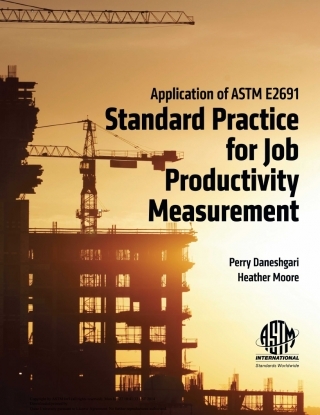 Application of ASTM E2691
Standard Practice
for Job
Productivity
Measurement
Perry Daneshgari
Heather Moore
ASTM
INTERNATIONAL
Standards Worldwide